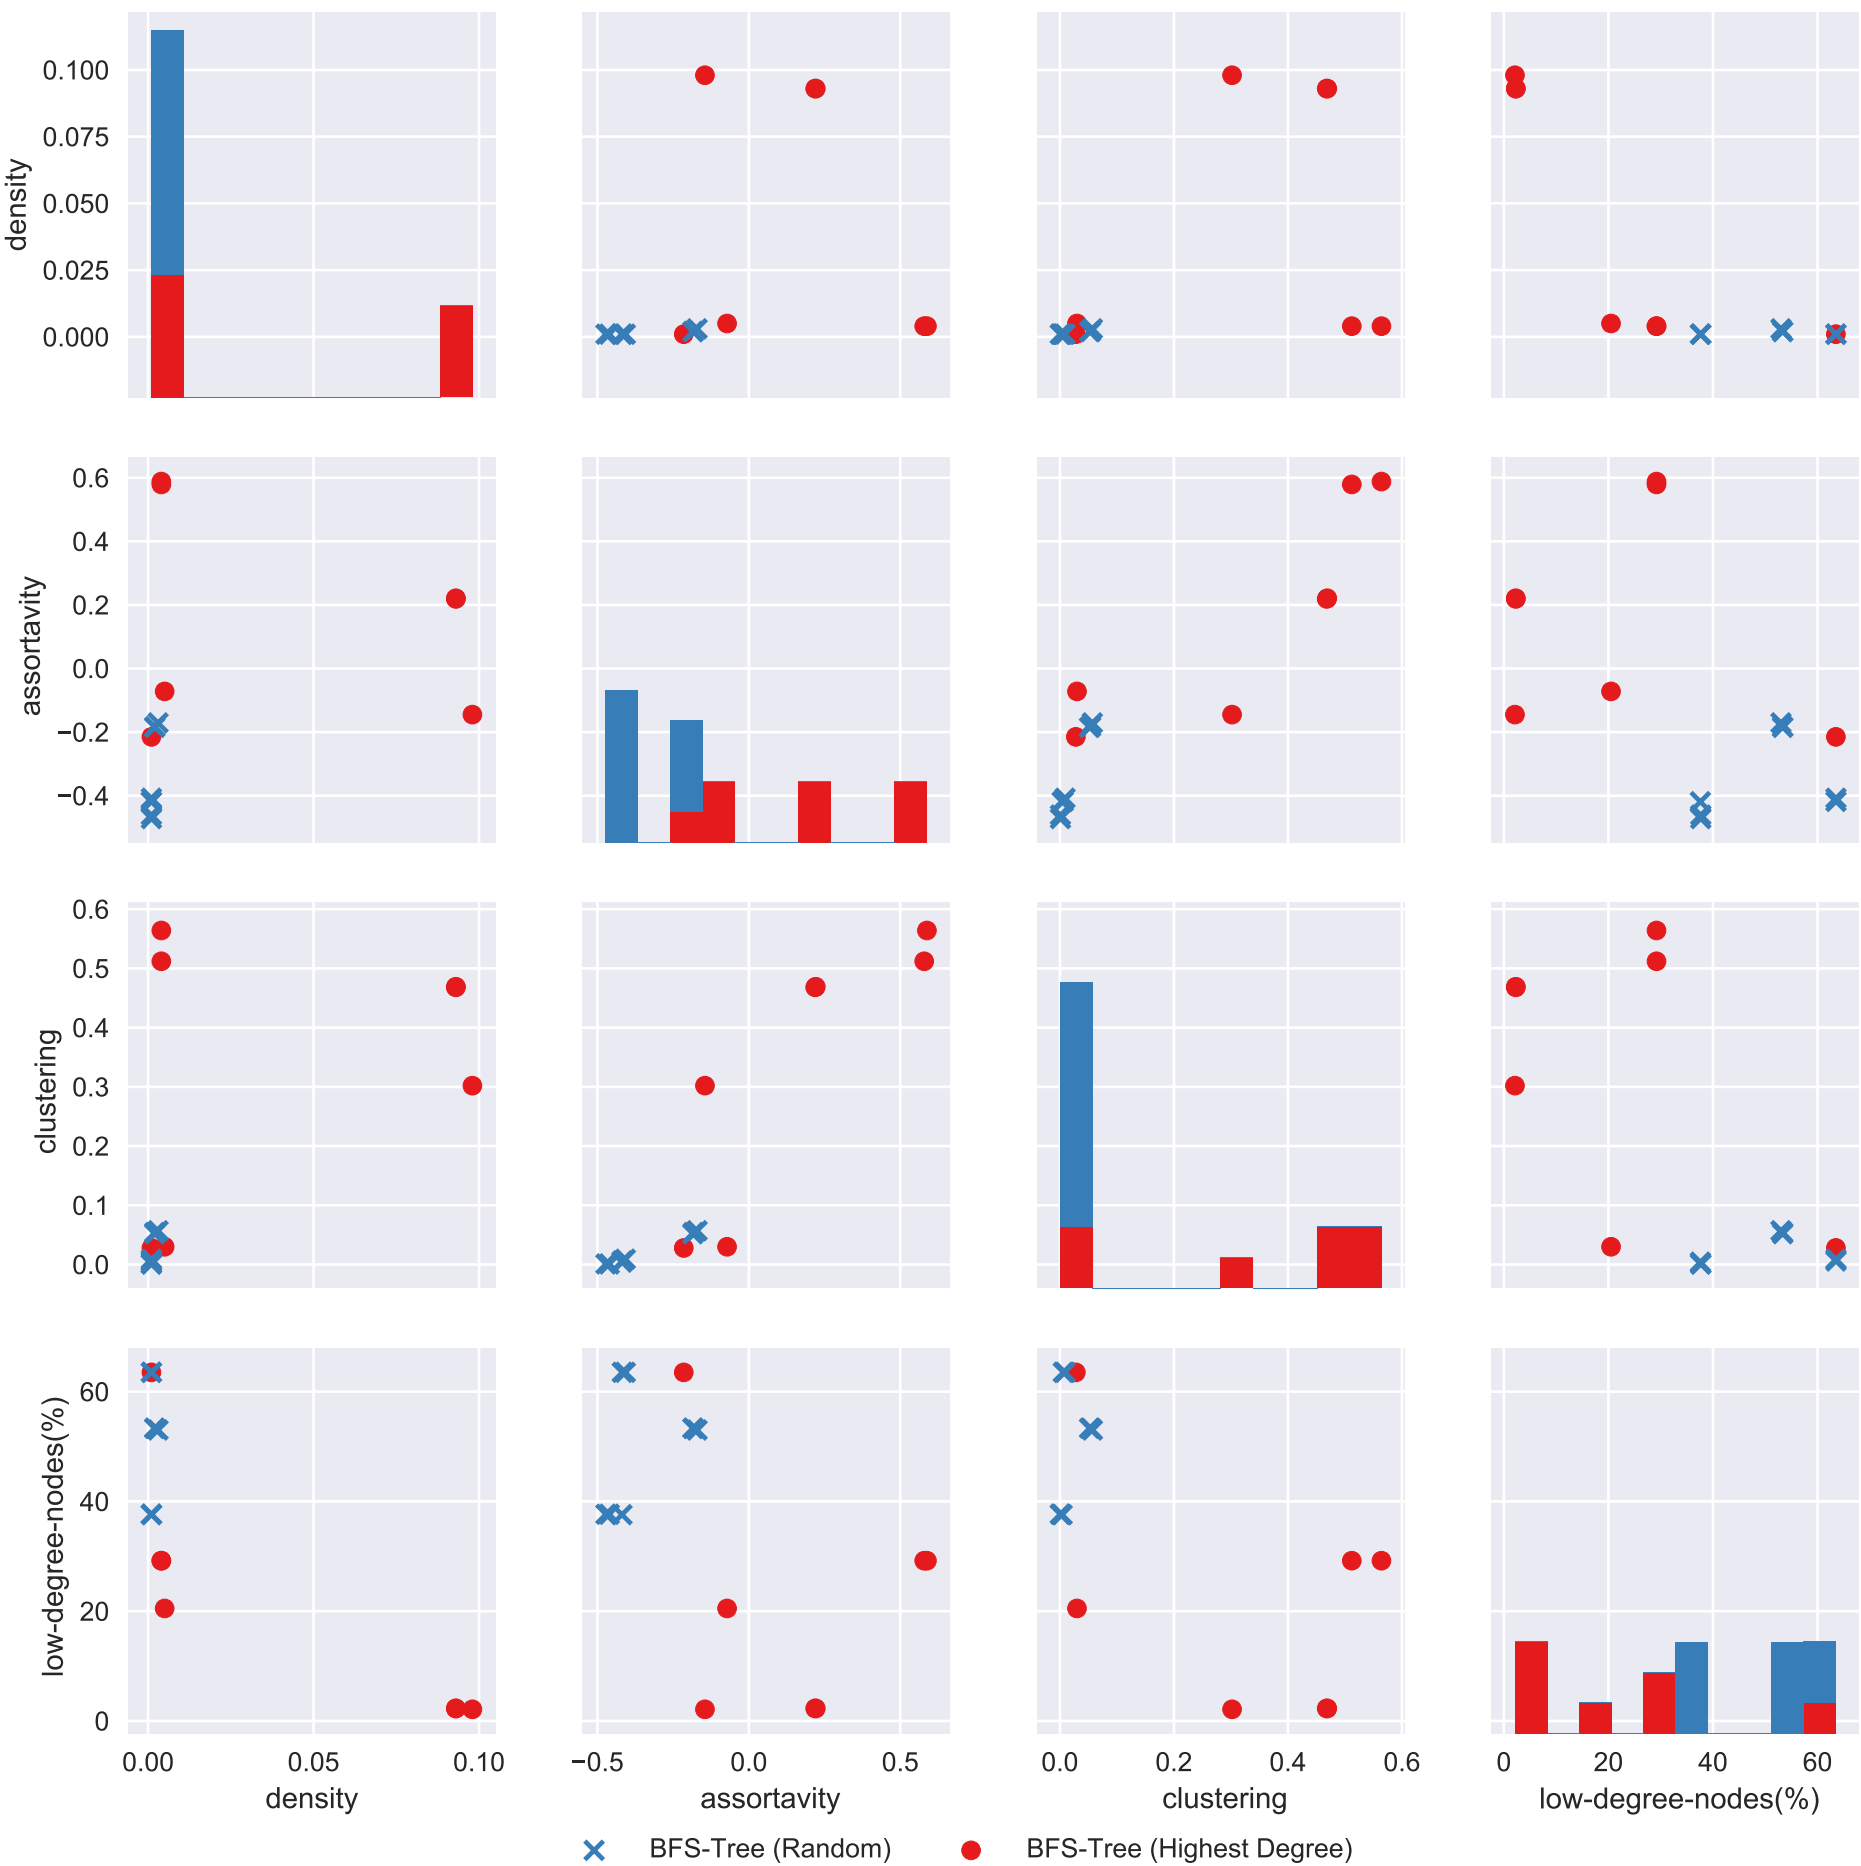 0.100
0.075
0.050
0.025
0.000
density
0.6
0.4
0.2
0.0
−0.2
−0.4
assortavity
0.6
0.5
0.4
0.3
0.2
0.1
0.0
clustering
60
40
20
0
low-degree-nodes(%)
0.00 0.05 0.10
density
−0.5 0.0 0.5
assortavity
0.0 0.2 0.4 0.6
clustering
0 20 40 60
low-degree-nodes(%)
BFS-Tree (Random) BFS-Tree (Highest Degree)